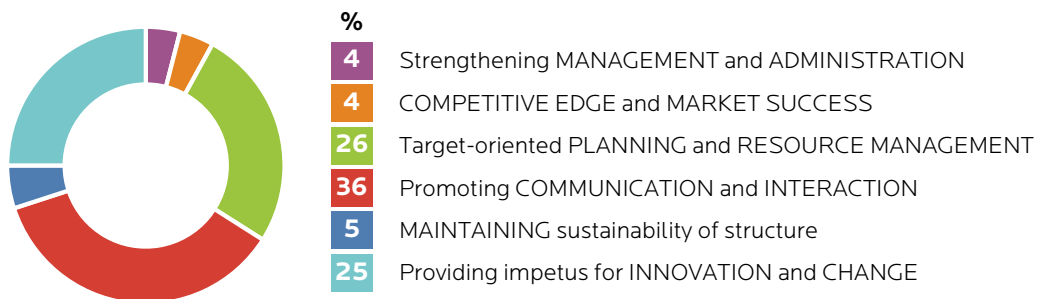 %
4 Strengthening MANAGEMENT and ADMINISTRATION
4 COMPETITIVE EDGE and MARKET SUCCESS
26 Target-oriented PLANNING and RESOURCE MANAGEMENT
36 Promoting COMMUNICATION and INTERACTION
5 MAINTAINING sustainability of structure
25 Providing impetus for INNOVATION and CHANGE